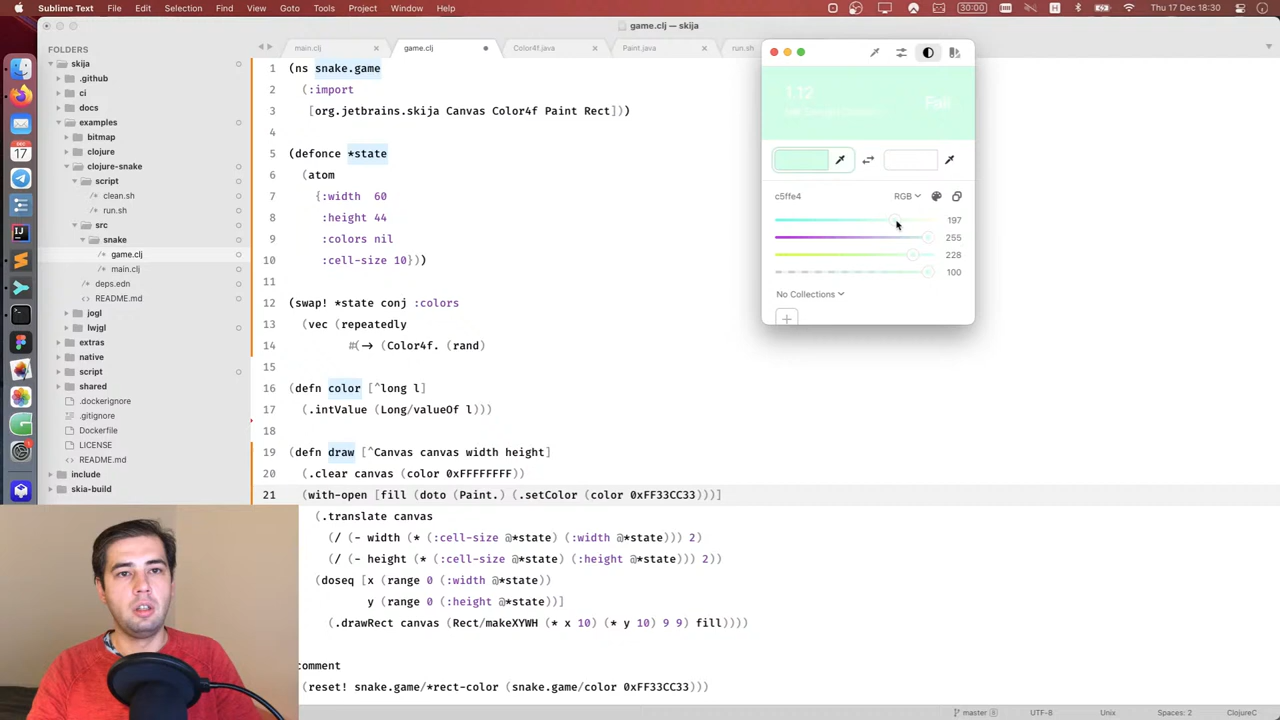 Sublime Text File Edit Selection Find View Goto Tools Project Window Help 30:00 Thu 17 Dec 18:30
game.clj — skija
FOLDERS
skija
.github
ci
docs
examples
bitmap
clojure
clojure-snake
script
clean.sh
run.sh
src
snake
game.clj
main.clj
deps.edn
README.md
jogl
lwjgl
extras
native
script
shared
.dockerignore
.gitignore
Dockerfile
LICENSE
README.md
include
skia-build
main.clj game.clj Color4f.java Paint.java run.sh
1 (ns snake.game
2 (:import
3 [org.jetbrains.skija Canvas Color4f Paint Rect]))
4
5 (defonce *state
6 (atom
7 {:width 60
8 :height 44
9 :colors nil
10 :cell-size 10}))
11
12 (swap! *state conj :colors
13 (vec (repeatedly
14 #(-> (Color4f. (rand)
15
16 (defn color [^long l]
17 (.intValue (Long/valueOf l)))
18
19 (defn draw [^Canvas canvas width height]
20 (.clear canvas (color 0xFFFFFFFF))
21 (with-open [fill (doto (Paint.) (.setColor (color 0xFF33CC33)))]
(.translate canvas
(/ (- width (* (:cell-size @*state) (:width @*state))) 2)
(/ (- height (* (:cell-size @*state) (:height @*state))) 2))
(doseq [x (range 0 (:width @*state))
y (range 0 (:height @*state))]
(.drawRect canvas (Rect/makeXYWH (* x 10) (* y 10) 9 9) fill))))
comment
(reset! snake.game/*rect-color (snake.game/color 0xFF33CC33)))
1.12
Fail
c5ffe4 RGB
197
255
228
100
No Collections
master 8 UTF-8 Unix Spaces: 2 ClojureC
17
DEC